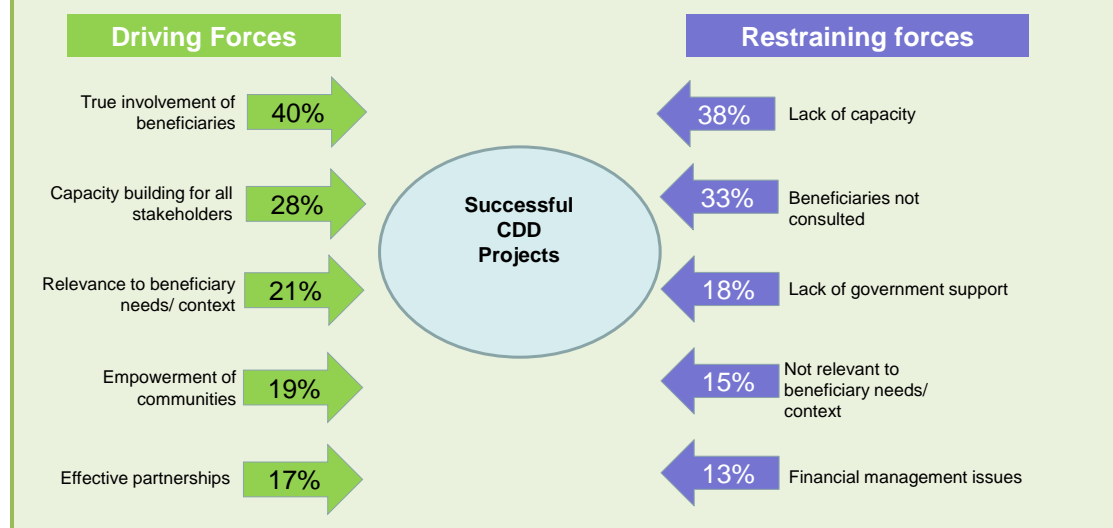 Driving Forces
Restraining forces
True involvement of
beneficiaries
40%
38%
Lack of capacity
Capacity building for all
stakeholders
28%
Successful
CDD
Projects
33%
Beneficiaries not
consulted
Relevance to beneficiary
needs/ context
21%
18%
Lack of government support
Empowerment of
communities
19%
15%
Not relevant to
beneficiary needs/
context
Effective partnerships
17%
13%
Financial management issues